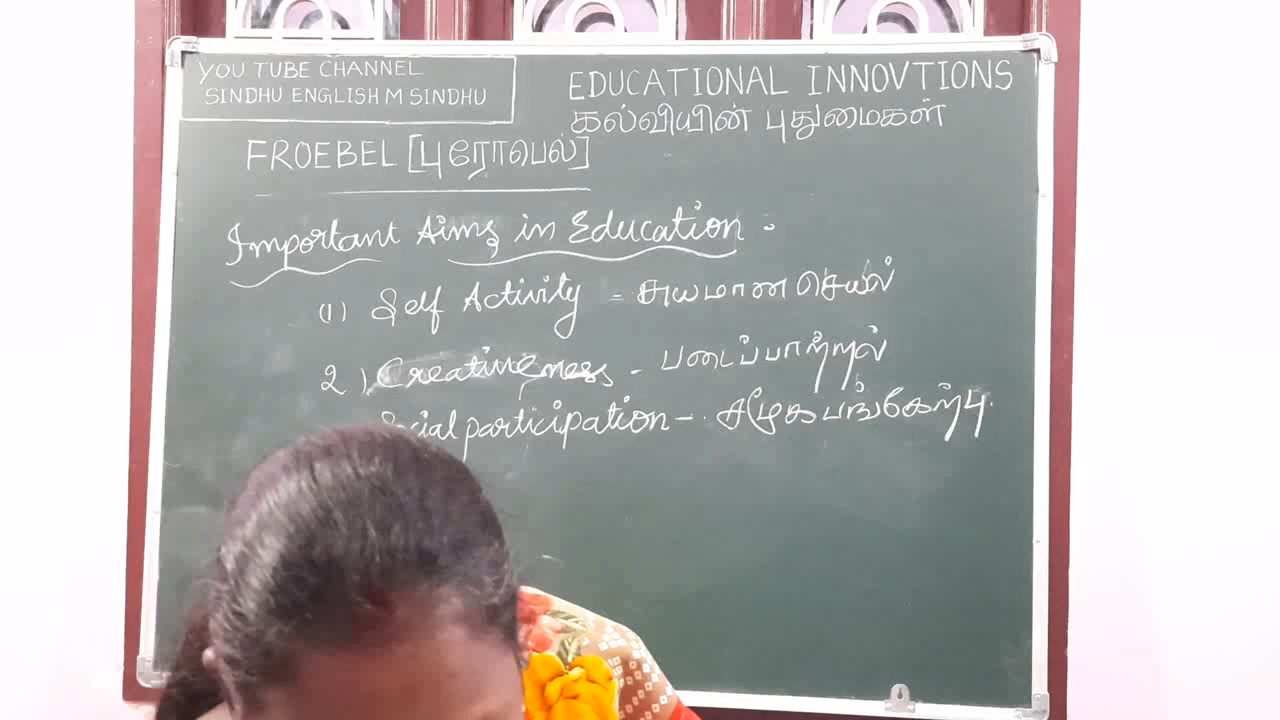 YOU TUBE CHANNEL
SINDHU ENGLISH M SINDHU
EDUCATIONAL INNOVTIONS
கல்வியின் புதுமைகள்
FROEBEL [புரோபெல்]
Important Aims in Education -
(1) Self Activity = சுயமான செயல்
2) Creativeness - படைப்பாற்றல்
Social participation - சமூக பங்கேற்பு.